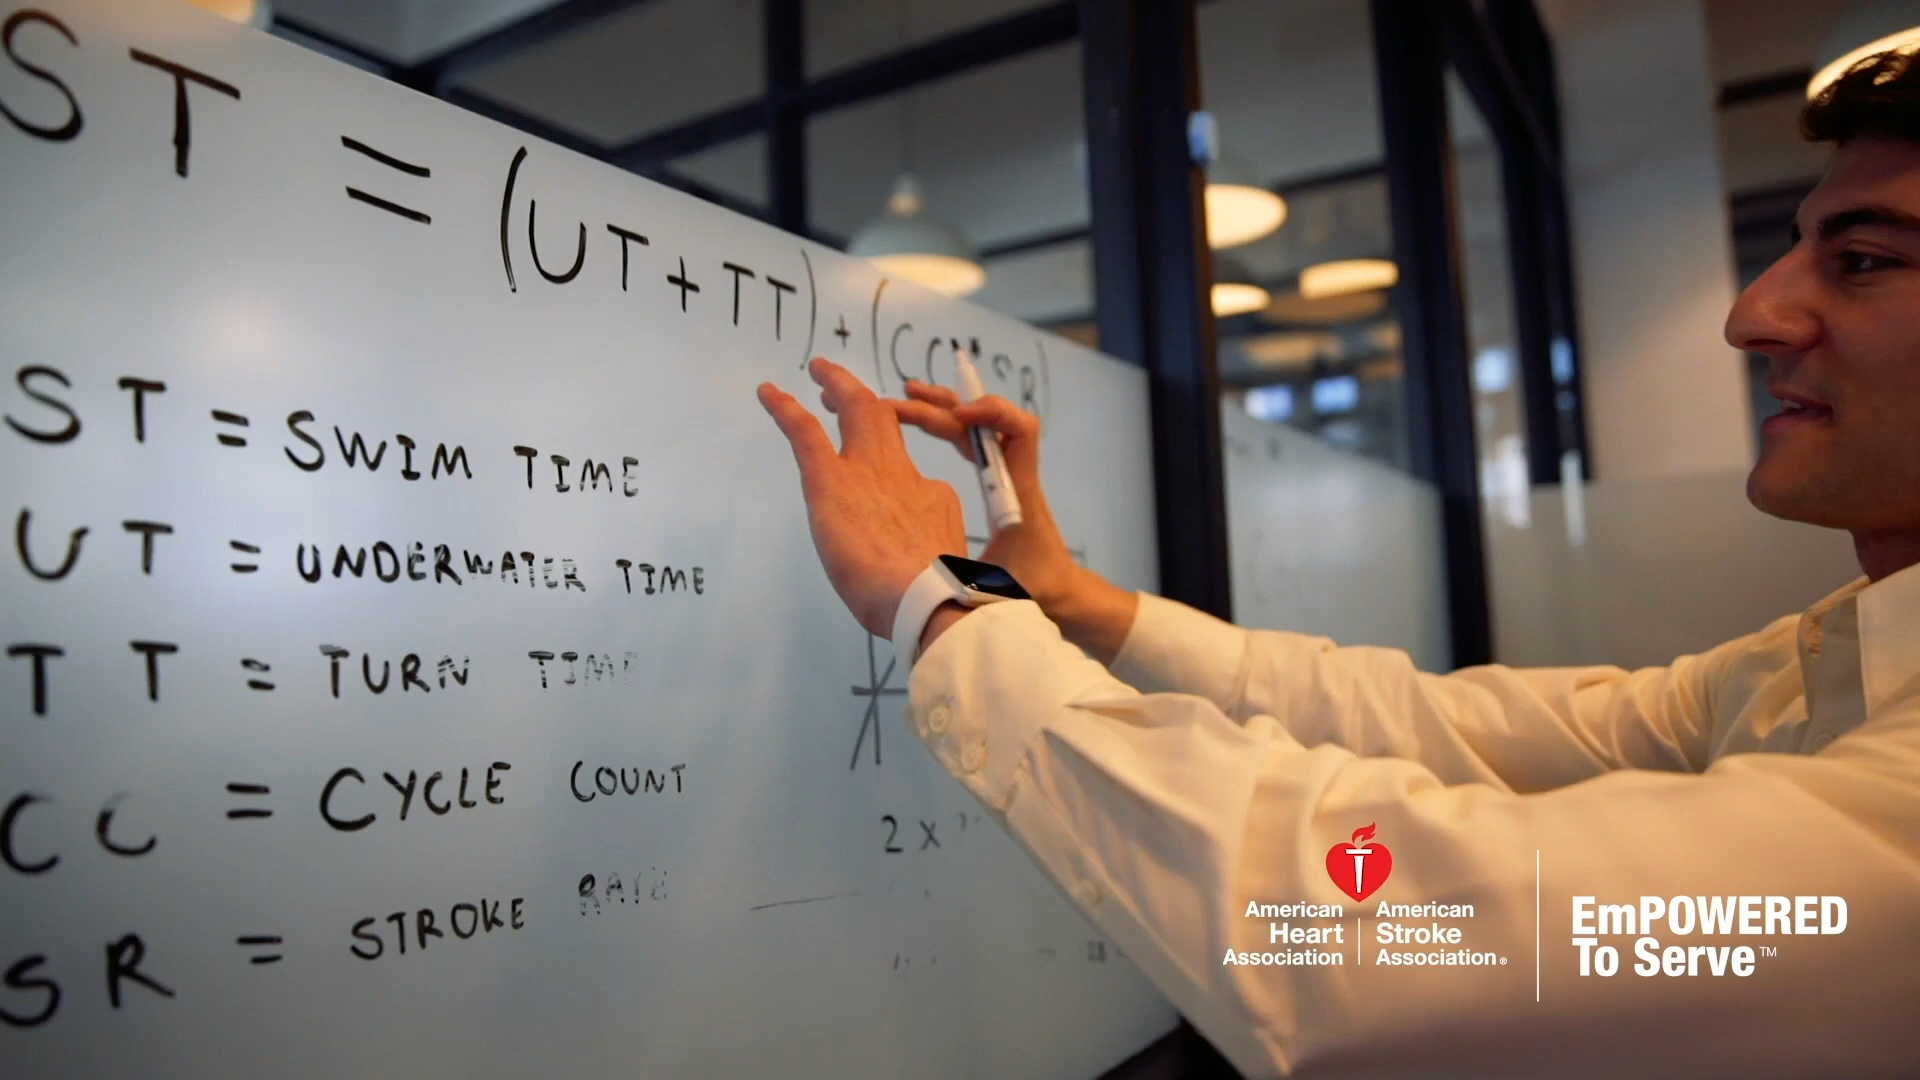 ST = (UT+TT) + (CC
ST = SWIM TIME
UT = UNDERWATER TIME
TT = TURN TIME
CC = CYCLE COUNT
SR = STROKE RATE
2 x
American Heart Association
American Stroke Association®
EmPOWERED
To Serve™